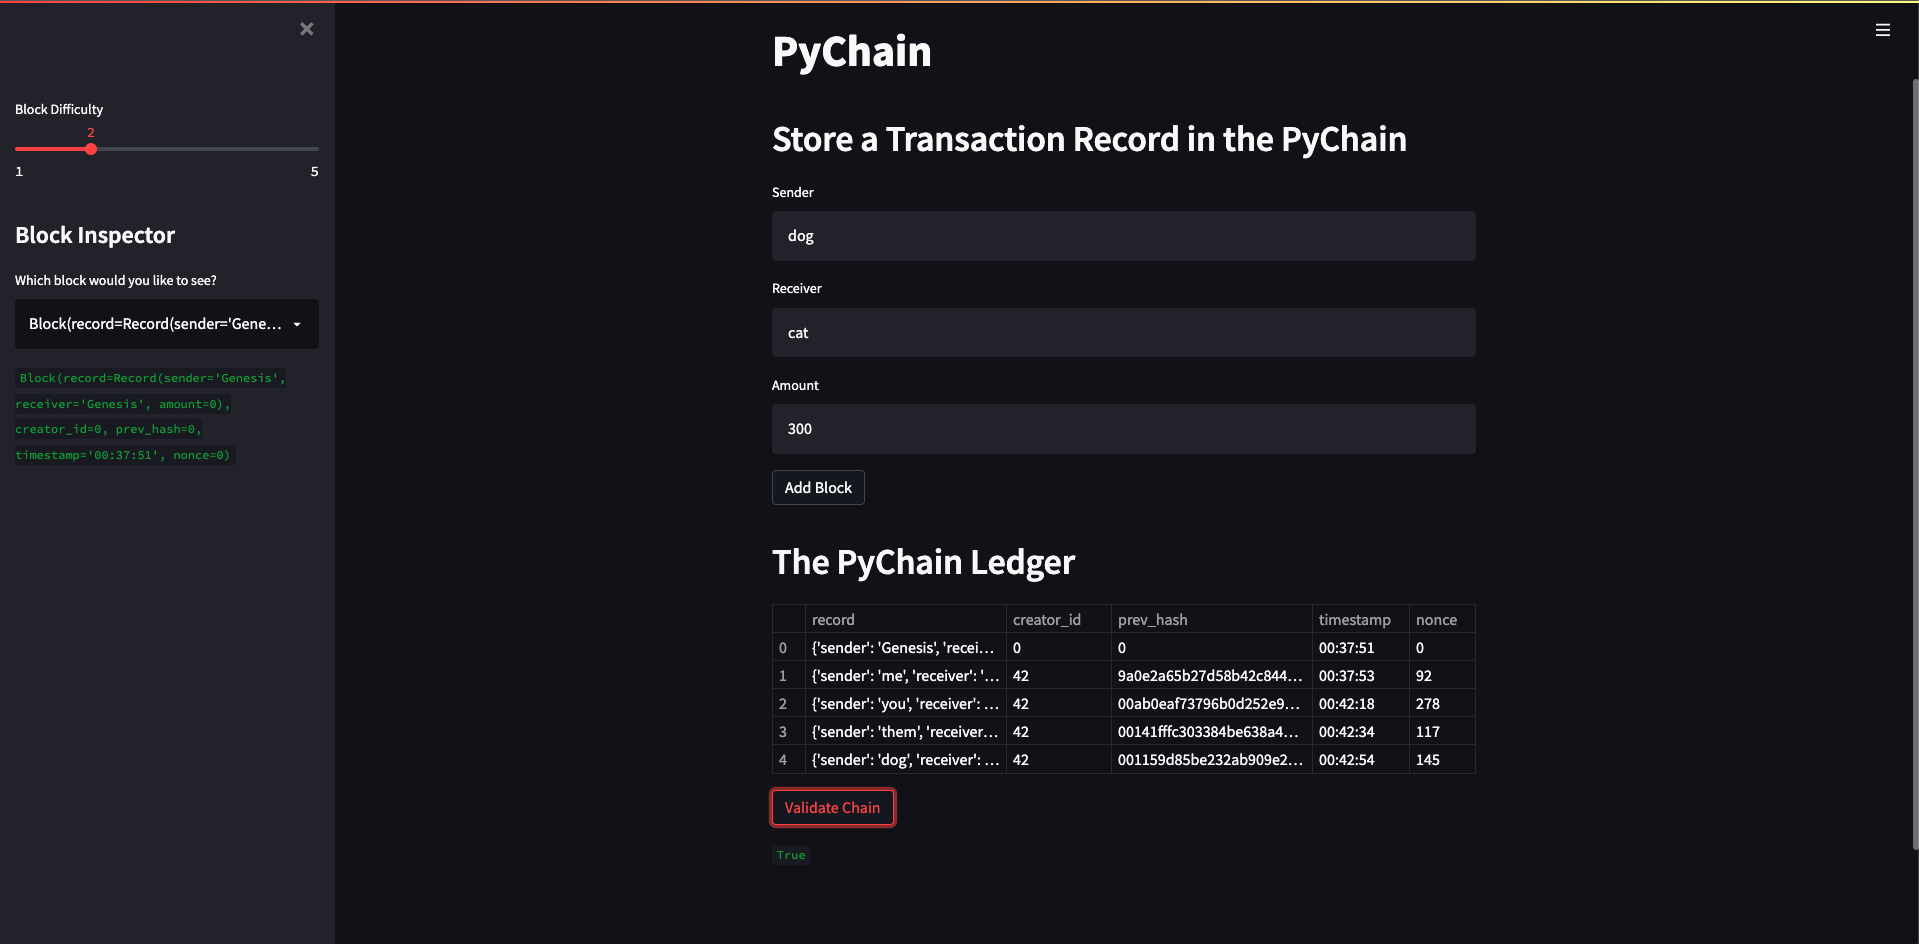 Block Difficulty
2
1 5
Block Inspector
Which block would you like to see?
Block(record=Record(sender='Gene...
Block(record=Record(sender='Genesis',
receiver='Genesis', amount=0),
creator_id=0, prev_hash=0,
timestamp='00:37:51', nonce=0)
PyChain
Store a Transaction Record in the PyChain
Sender
dog
Receiver
cat
Amount
300
Add Block
The PyChain Ledger
record creator_id prev_hash timestamp nonce
0 {'sender': 'Genesis', 'recei... 0 0 00:37:51 0
1 {'sender': 'me', 'receiver': '... 42 9a0e2a65b27d58b42c844... 00:37:53 92
2 {'sender': 'you', 'receiver': ... 42 00ab0eaf73796b0d252e9... 00:42:18 278
3 {'sender': 'them', 'receiver... 42 00141fffc303384be638a4... 00:42:34 117
4 {'sender': 'dog', 'receiver': ... 42 001159d85be232ab909e2... 00:42:54 145
Validate Chain
True